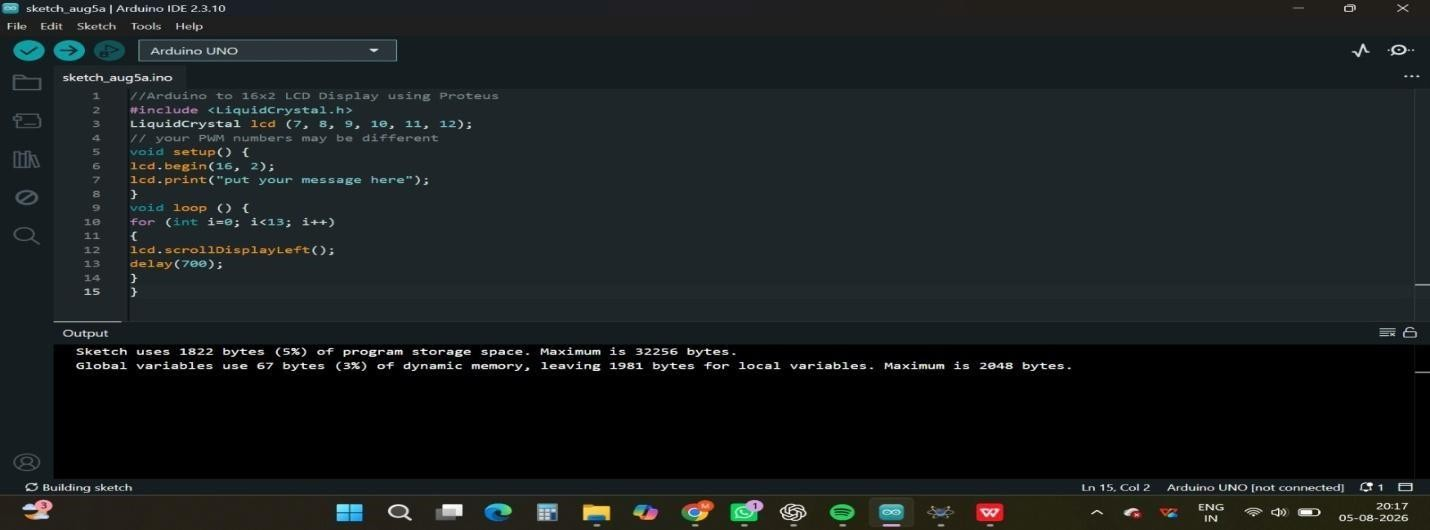 sketch_aug5a | Arduino IDE 2.3.10
File Edit Sketch Tools Help
Arduino UNO
sketch_aug5a.ino
...
1 //Arduino to 16x2 LCD Display using Proteus
2 #include <LiquidCrystal.h>
3 LiquidCrystal lcd (7, 8, 9, 10, 11, 12);
4 // your PWM numbers may be different
5 void setup() {
6 lcd.begin(16, 2);
7 lcd.print("put your message here");
8 }
9 void loop () {
10 for (int i=0; i<13; i++)
11 {
12 lcd.scrollDisplayLeft();
13 delay(700);
14 }
15 }
Output
Sketch uses 1822 bytes (5%) of program storage space. Maximum is 32256 bytes.
Global variables use 67 bytes (3%) of dynamic memory, leaving 1981 bytes for local variables. Maximum is 2048 bytes.
Building sketch Ln 15, Col 2 Arduino UNO [not connected] 1
3 M 1 W ENG 20:17
IN 05-08-2026